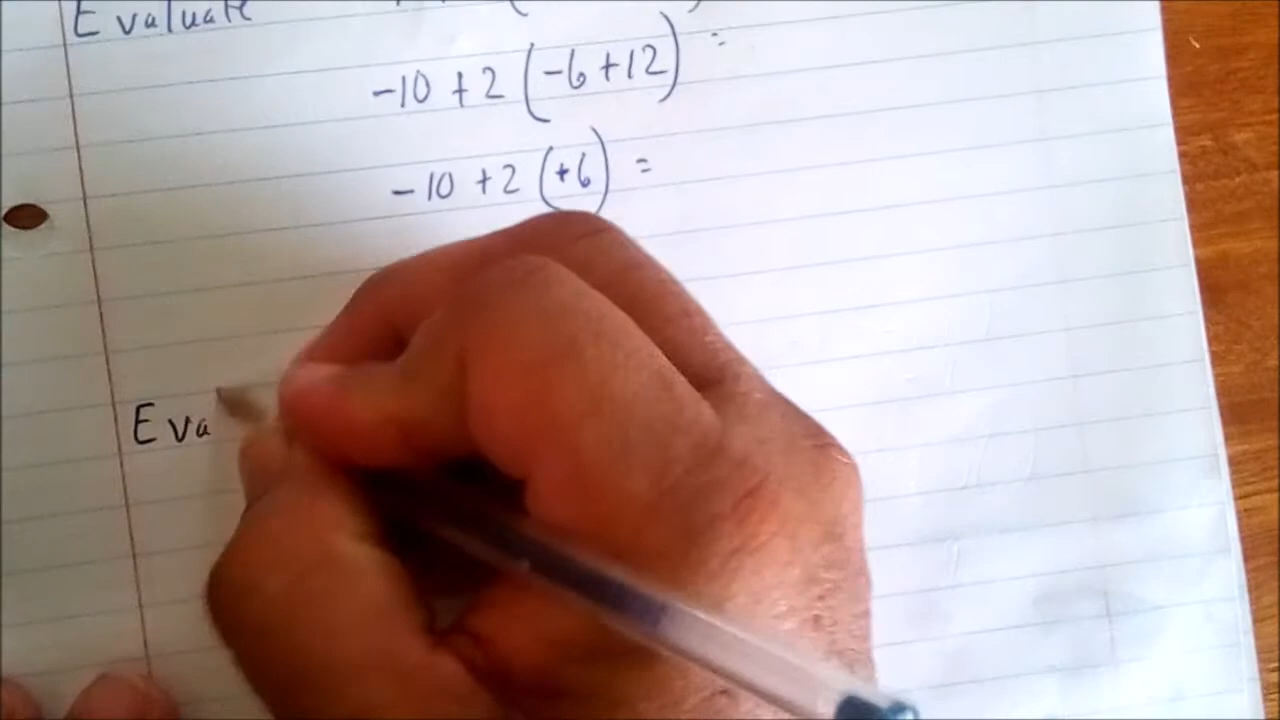 Evaluate
-10 + 2 (-6 + 12) =
-10 + 2 (+6) =
Eva